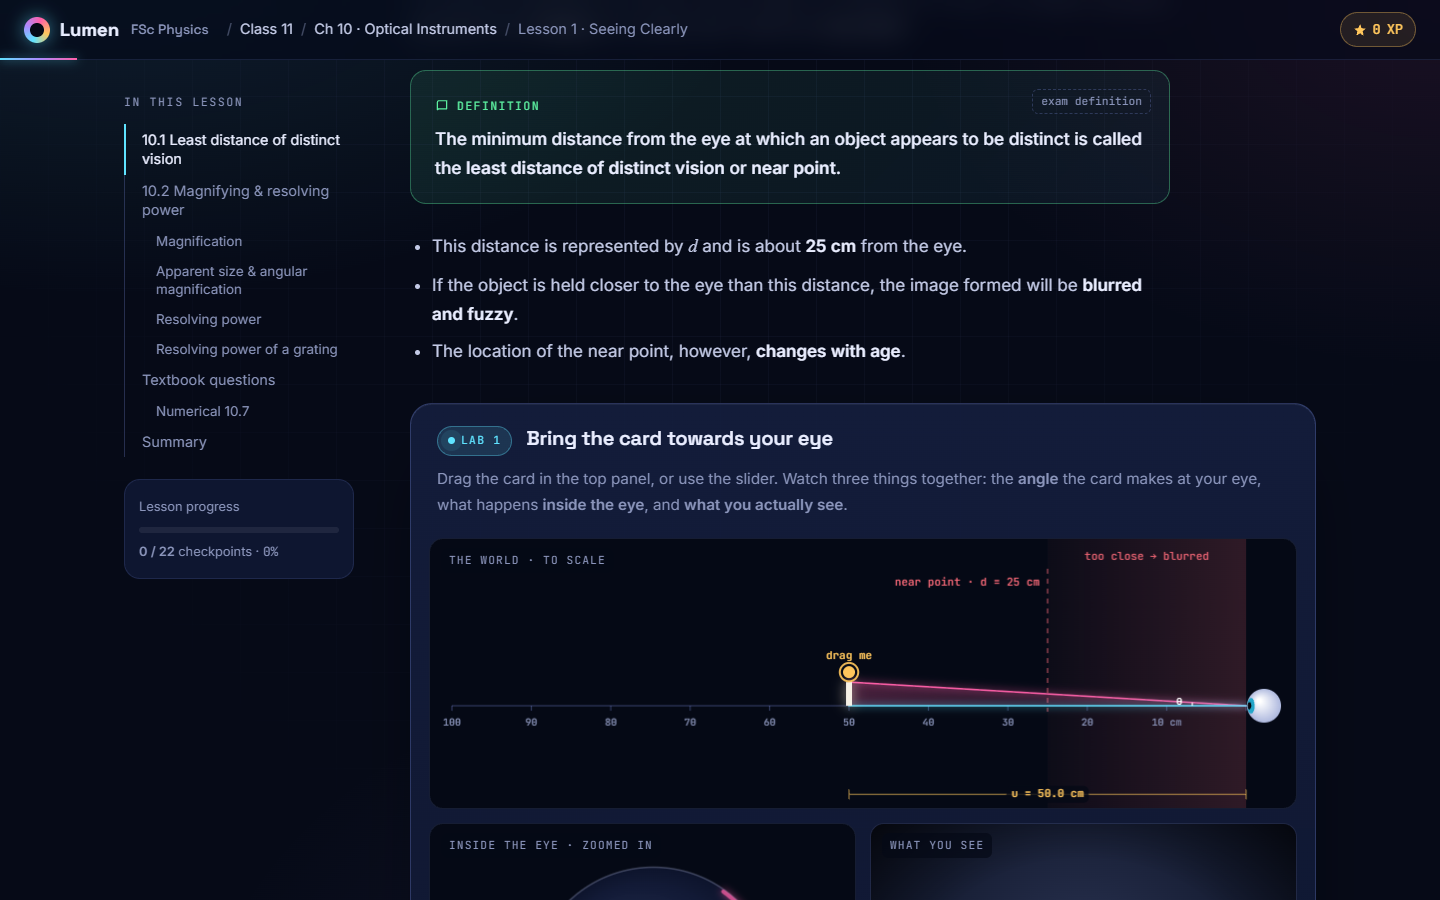 Lumen FSc Physics / Class 11 / Ch 10 · Optical Instruments / Lesson 1 · Seeing Clearly
★ 0 XP
IN THIS LESSON
10.1 Least distance of distinct
vision
10.2 Magnifying & resolving
power
Magnification
Apparent size & angular
magnification
Resolving power
Resolving power of a grating
Textbook questions
Numerical 10.7
Summary
Lesson progress
0 / 22 checkpoints · 0%
DEFINITION
exam definition
The minimum distance from the eye at which an object appears to be distinct is called
the least distance of distinct vision or near point.
• This distance is represented by d and is about 25 cm from the eye.
• If the object is held closer to the eye than this distance, the image formed will be blurred
and fuzzy.
• The location of the near point, however, changes with age.
LAB 1
Bring the card towards your eye
Drag the card in the top panel, or use the slider. Watch three things together: the angle the card makes at your eye,
what happens inside the eye, and what you actually see.
THE WORLD · TO SCALE
too close → blurred
near point · d = 25 cm
drag me
100 90 80 70 60 50 40 30 20 10 cm
u = 50.0 cm
INSIDE THE EYE · ZOOMED IN
WHAT YOU SEE